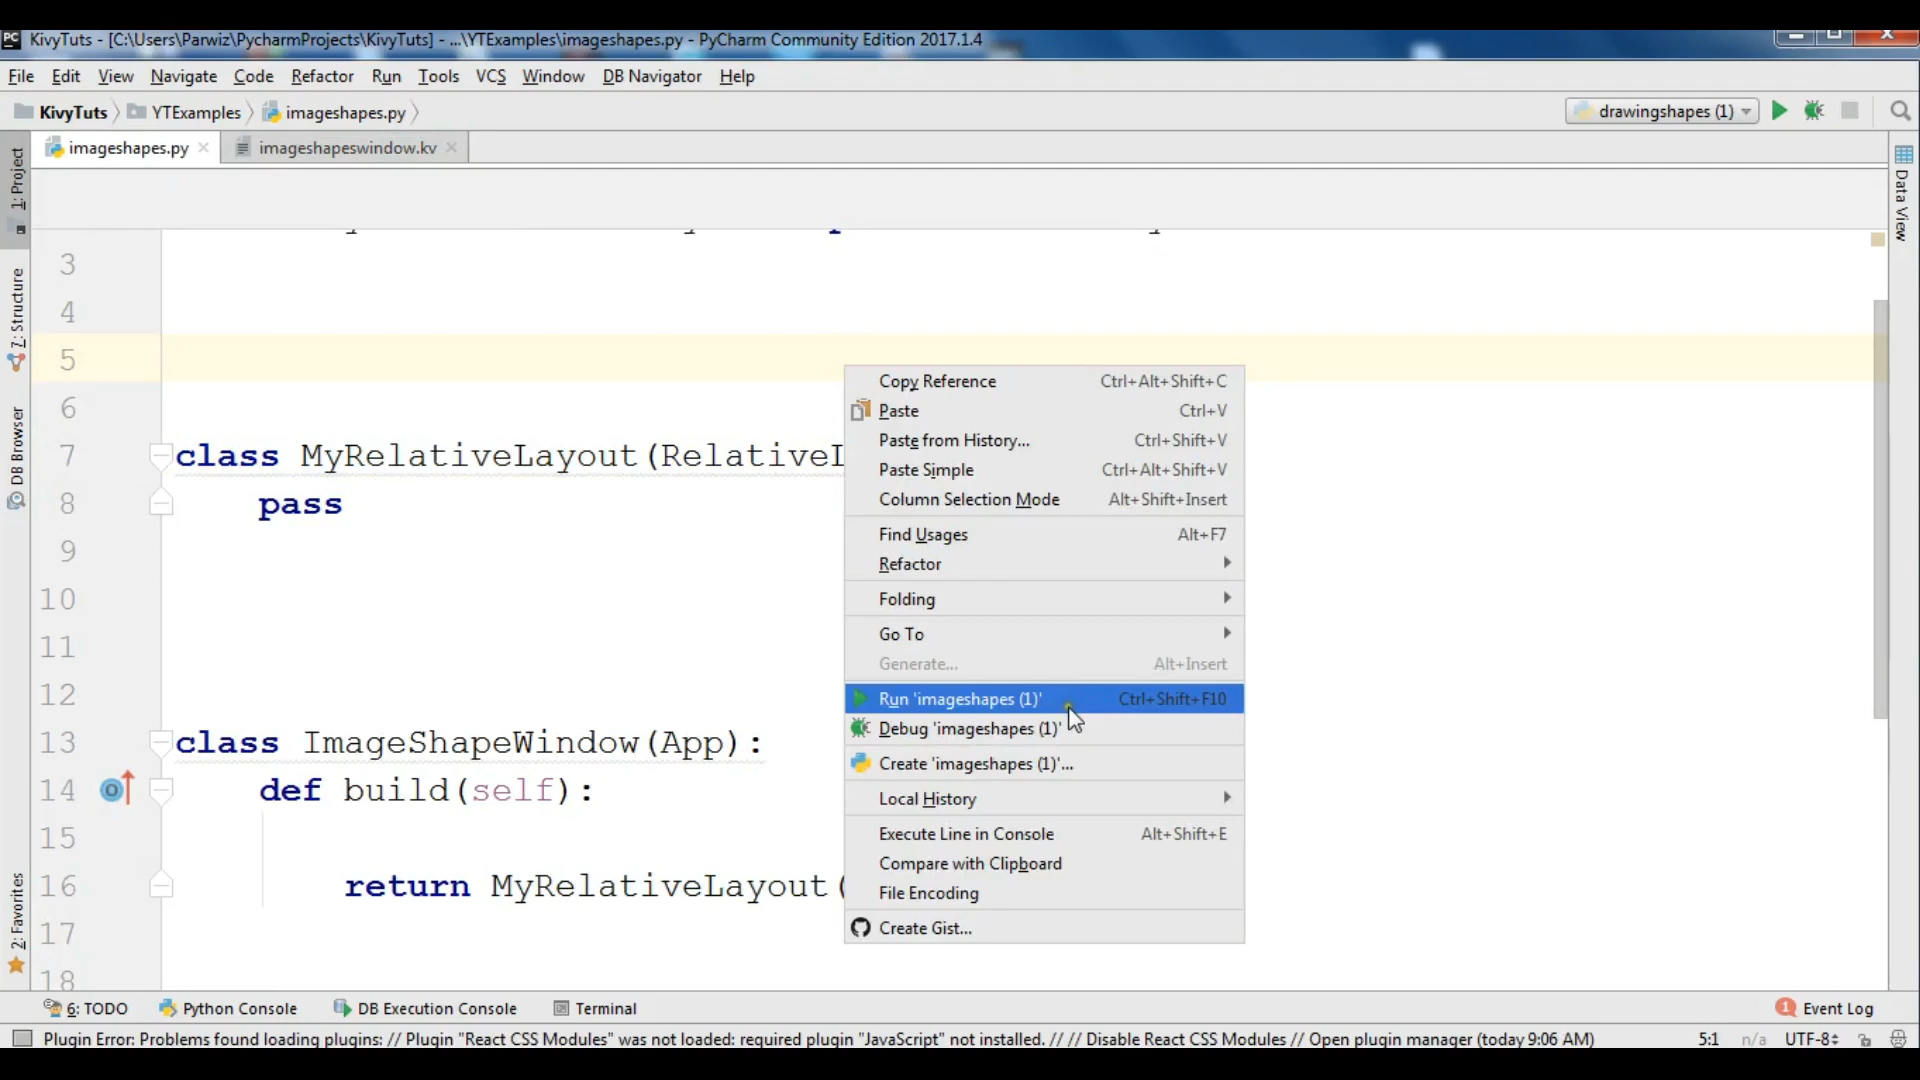 PC KivyTuts - [C:\Users\Parwiz\PycharmProjects\KivyTuts] - ...\YTExamples\imageshapes.py - PyCharm Community Edition 2017.1.4
File Edit View Navigate Code Refactor Run Tools VCS Window DB Navigator Help
KivyTuts YTExamples imageshapes.py drawingshapes (1)
imageshapes.py imageshapeswindow.kv
1: Project
7: Structure
DB Browser
2: Favorites
Data View
3
4
5
6
7 class MyRelativeLayout(RelativeL
8 pass
9
10
11
12
13 class ImageShapeWindow(App):
14 def build(self):
15
16 return MyRelativeLayout(
17
18
Copy Reference Ctrl+Alt+Shift+C
Paste Ctrl+V
Paste from History... Ctrl+Shift+V
Paste Simple Ctrl+Alt+Shift+V
Column Selection Mode Alt+Shift+Insert
Find Usages Alt+F7
Refactor
Folding
Go To
Generate... Alt+Insert
Run 'imageshapes (1)' Ctrl+Shift+F10
Debug 'imageshapes (1)'
Create 'imageshapes (1)'...
Local History
Execute Line in Console Alt+Shift+E
Compare with Clipboard
File Encoding
Create Gist...
6: TODO Python Console DB Execution Console Terminal 1 Event Log
Plugin Error: Problems found loading plugins: // Plugin "React CSS Modules" was not loaded: required plugin "JavaScript" not installed. // // Disable React CSS Modules // Open plugin manager (today 9:06 AM) 5:1 n/a UTF-8